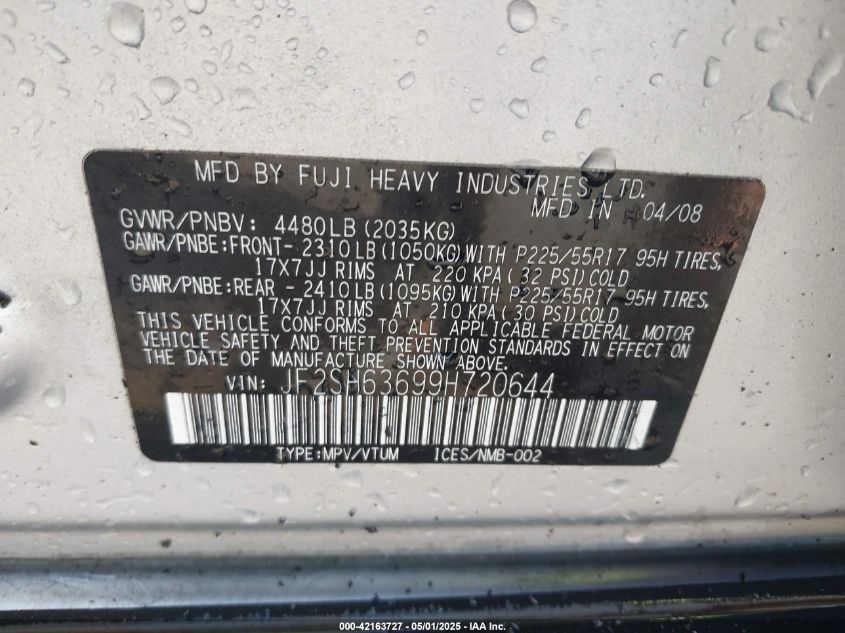 MFD BY FUJI HEAVY INDUSTRIES LTD.
MFD IN 04/08
GVWR/PNBV: 4480LB(2035KG)
GAWR/PNBE:FRONT- 2310LB(1050KG)WITH P225/55R17 95H TIRES,
17X7JJ RIMS AT 220 KPA( 32 PSI)COLD
GAWR/PNBE:REAR - 2410LB(1095KG)WITH P225/55R17 95H TIRES,
17X7JJ RIMS AT 210 KPA( 30 PSI)COLD
THIS VEHICLE CONFORMS TO ALL APPLICABLE FEDERAL MOTOR
VEHICLE SAFETY AND THEFT PREVENTION STANDARDS IN EFFECT ON
THE DATE OF MANUFACTURE SHOWN ABOVE.
VIN: JF2SH63699H720644
TYPE:MPV/VTUM ICES/NMB-002
000-42163727 - 05/01/2025 - IAA Inc.